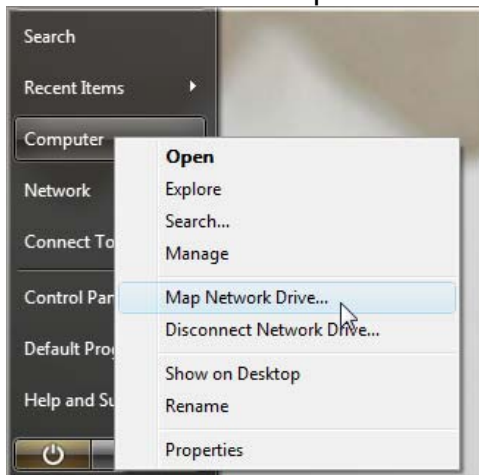 Search
Recent Items
Computer
Network
Connect To
Control Pan
Default Prog
Help and Su
Open
Explore
Search...
Manage
Map Network Drive...
Disconnect Network Drive...
Show on Desktop
Rename
Properties